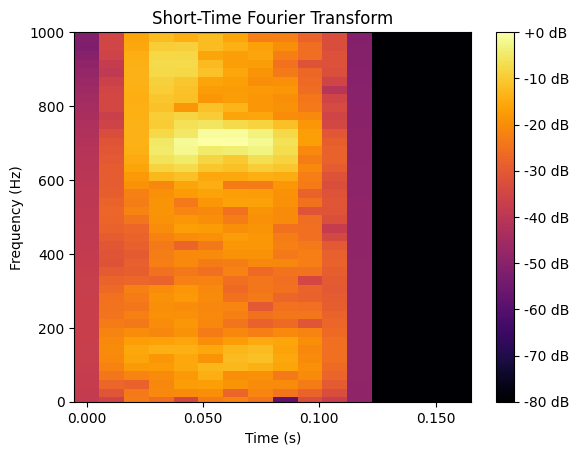 Short-Time Fourier Transform
1000
800
600
400
200
0
Frequency (Hz)
0.000
0.050
0.100
0.150
Time (s)
+0 dB
-10 dB
-20 dB
-30 dB
-40 dB
-50 dB
-60 dB
-70 dB
-80 dB